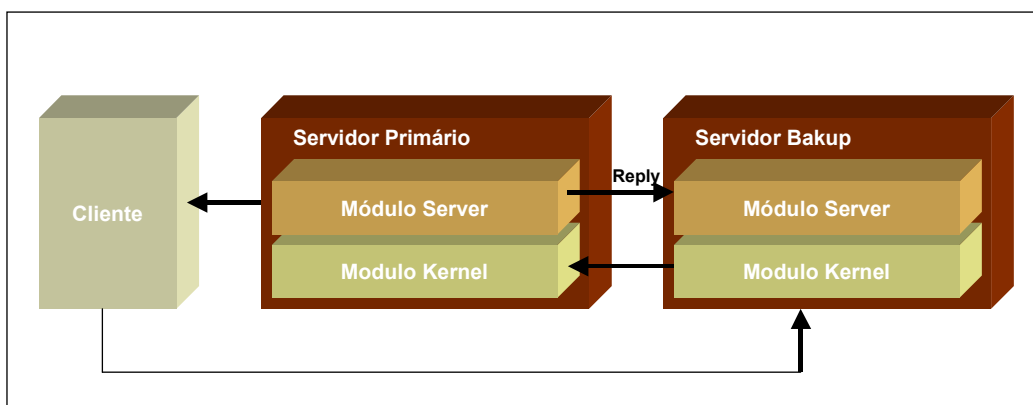 Servidor Primário
Servidor Bakup
Reply
Cliente
Módulo Server
Módulo Server
Modulo Kernel
Modulo Kernel